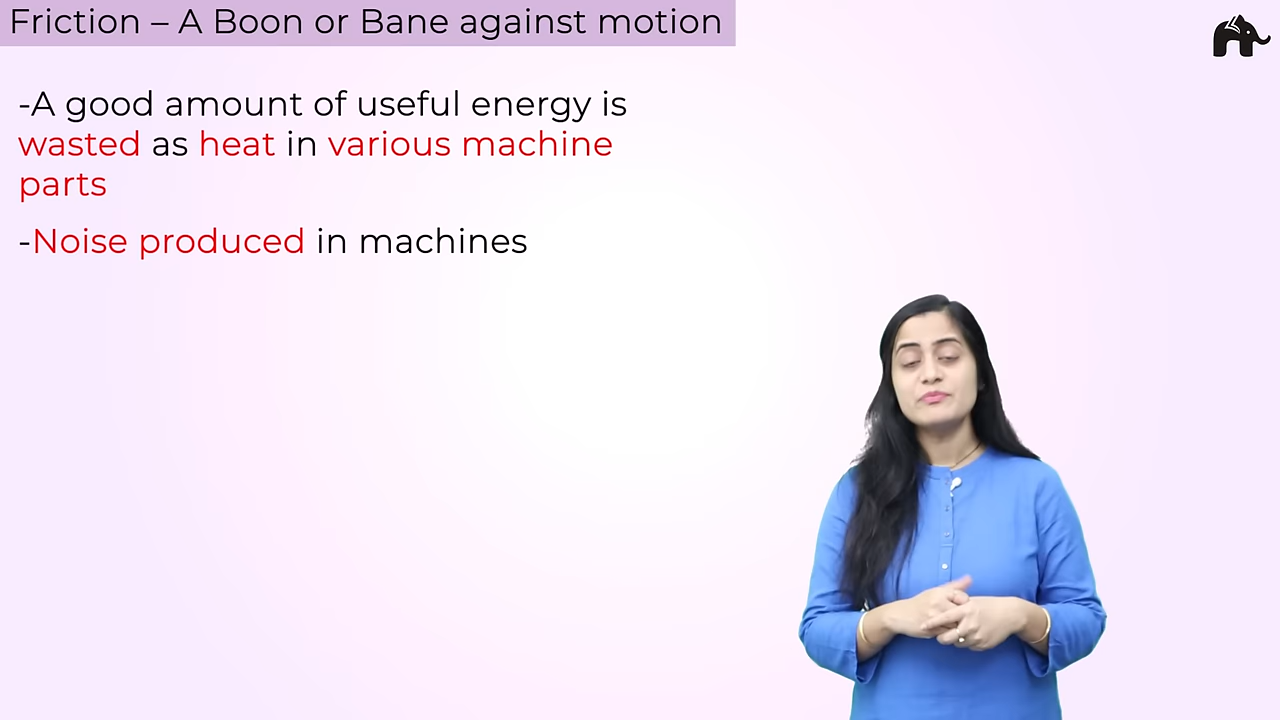 Friction – A Boon or Bane against motion
-A good amount of useful energy is
wasted as heat in various machine
parts
-Noise produced in machines